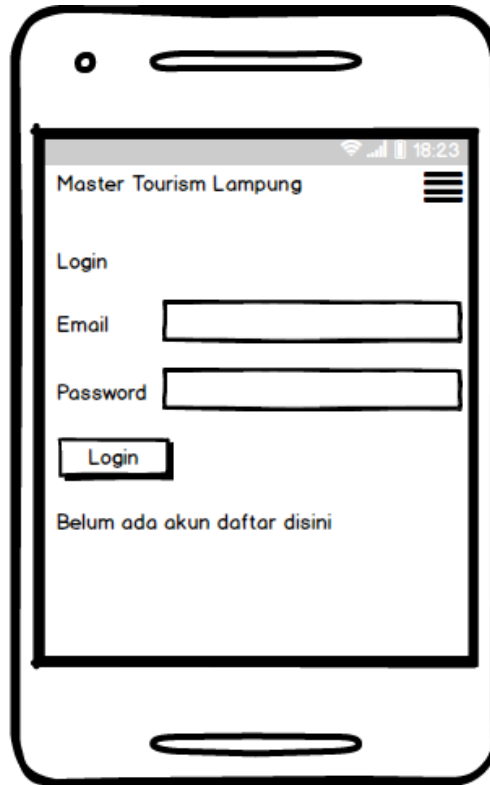 18:23
Master Tourism Lampung
Login
Email
Password
Login
Belum ada akun daftar disini